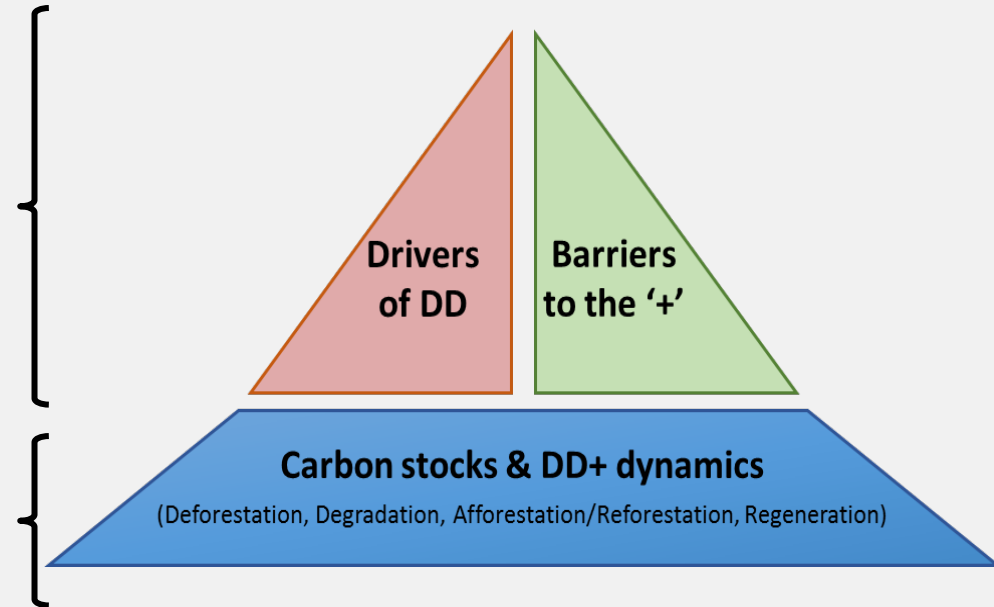 Drivers
of DD
Barriers
to the ‘+’
Carbon stocks & DD+ dynamics
(Deforestation, Degradation, Afforestation/Reforestation, Regeneration)